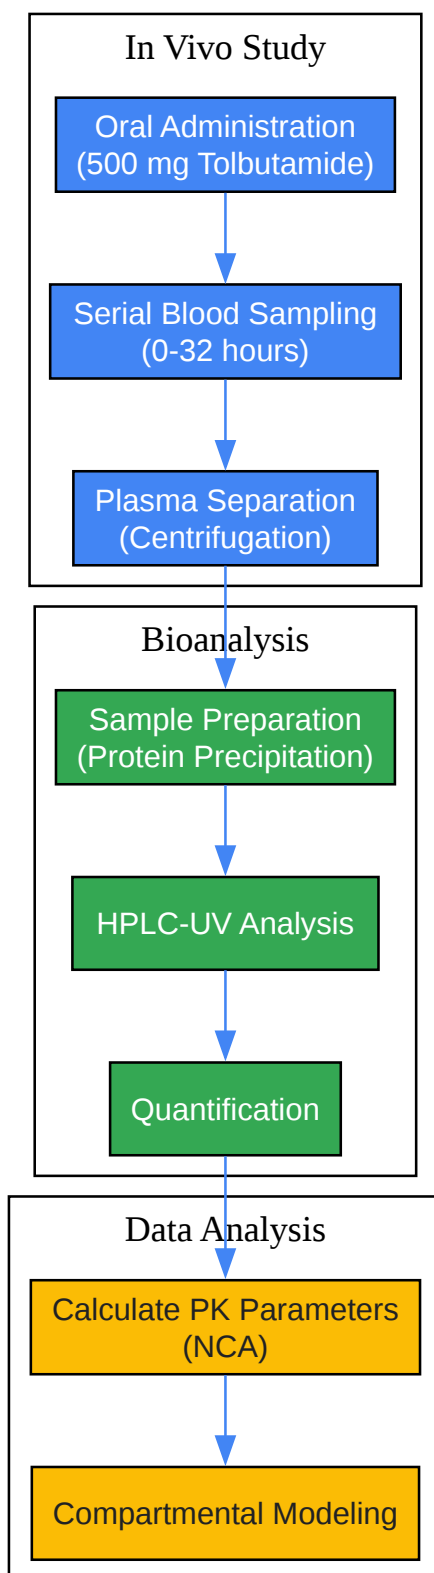 In Vivo Study
Oral Administration
(500 mg Tolbutamide)
Serial Blood Sampling
(0-32 hours)
Plasma Separation
(Centrifugation)
Bioanalysis
Sample Preparation
(Protein Precipitation)
HPLC-UV Analysis
Quantification
Data Analysis
Calculate PK Parameters
(NCA)
Compartmental Modeling